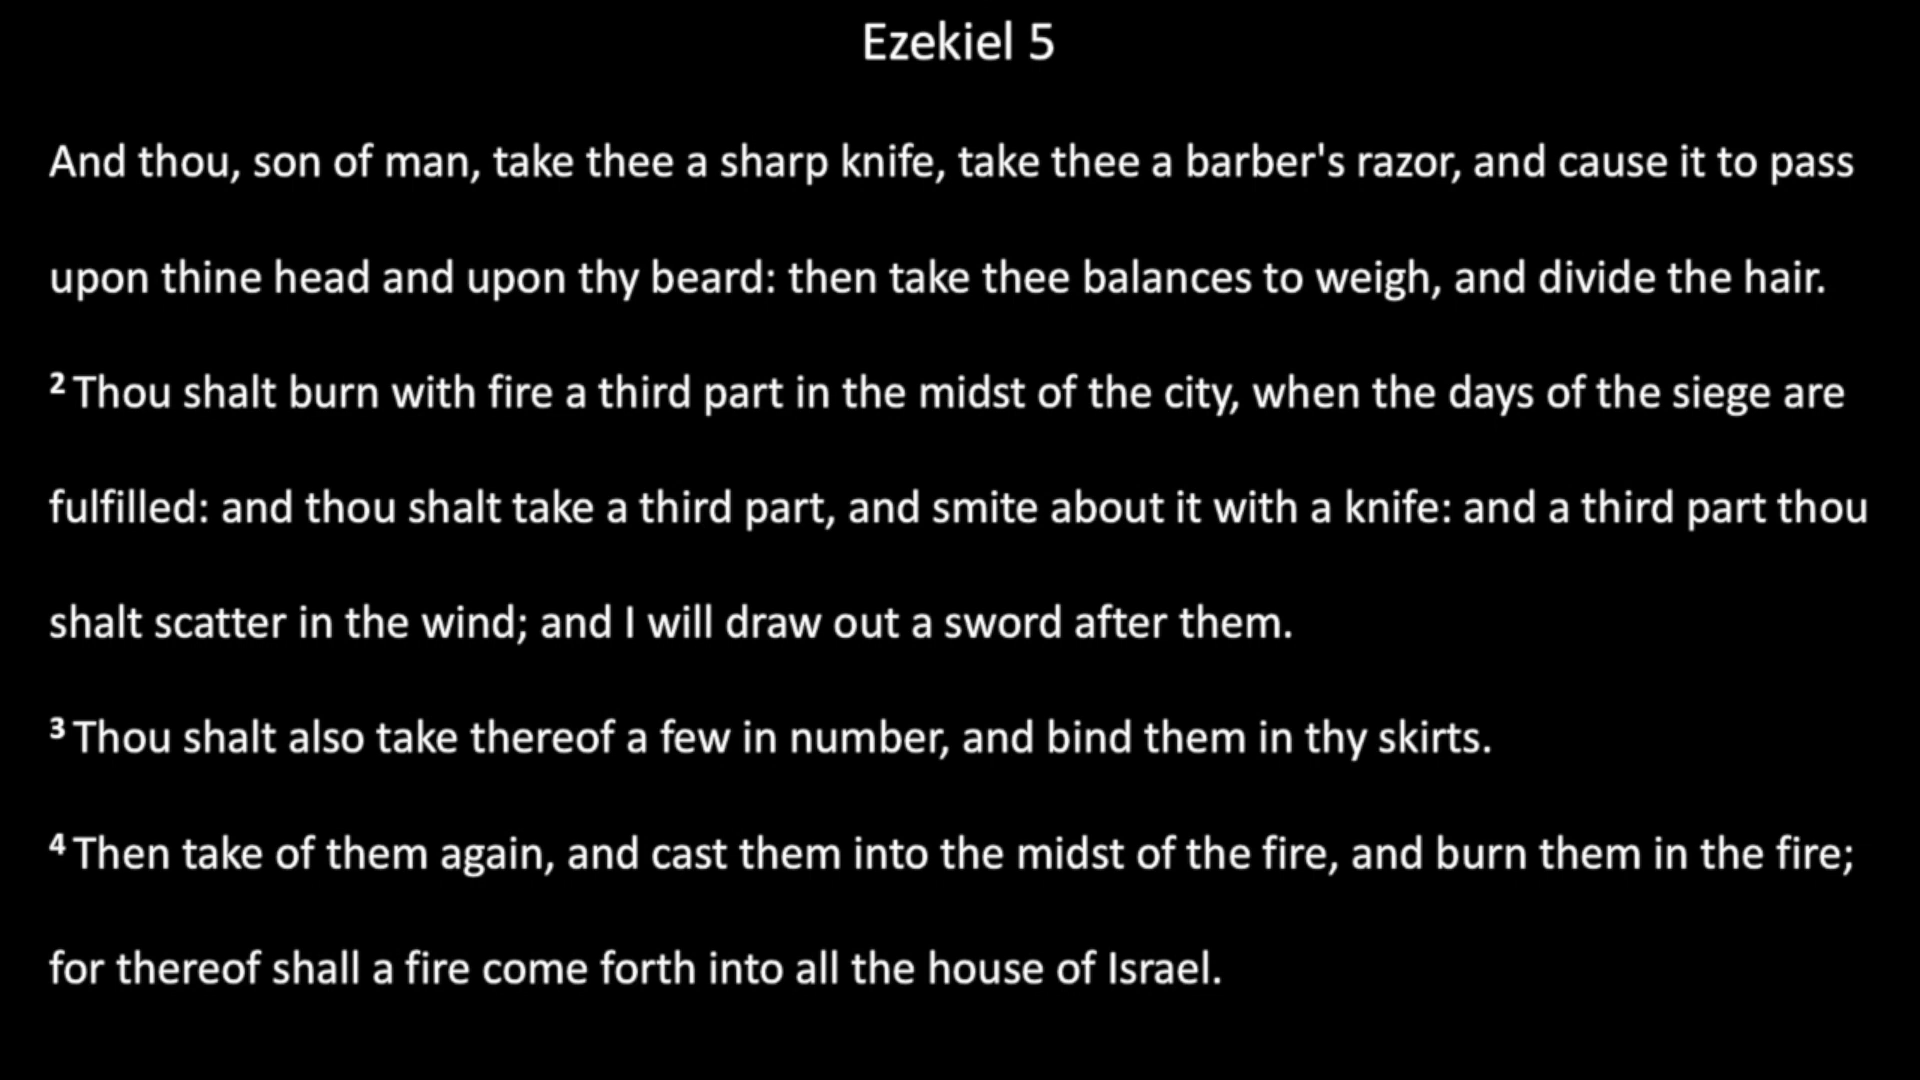 Ezekiel 5
And thou, son of man, take thee a sharp knife, take thee a barber's razor, and cause it to pass
upon thine head and upon thy beard: then take thee balances to weigh, and divide the hair.
2 Thou shalt burn with fire a third part in the midst of the city, when the days of the siege are
fulfilled: and thou shalt take a third part, and smite about it with a knife: and a third part thou
shalt scatter in the wind; and I will draw out a sword after them.
3 Thou shalt also take thereof a few in number, and bind them in thy skirts.
4 Then take of them again, and cast them into the midst of the fire, and burn them in the fire;
for thereof shall a fire come forth into all the house of Israel.